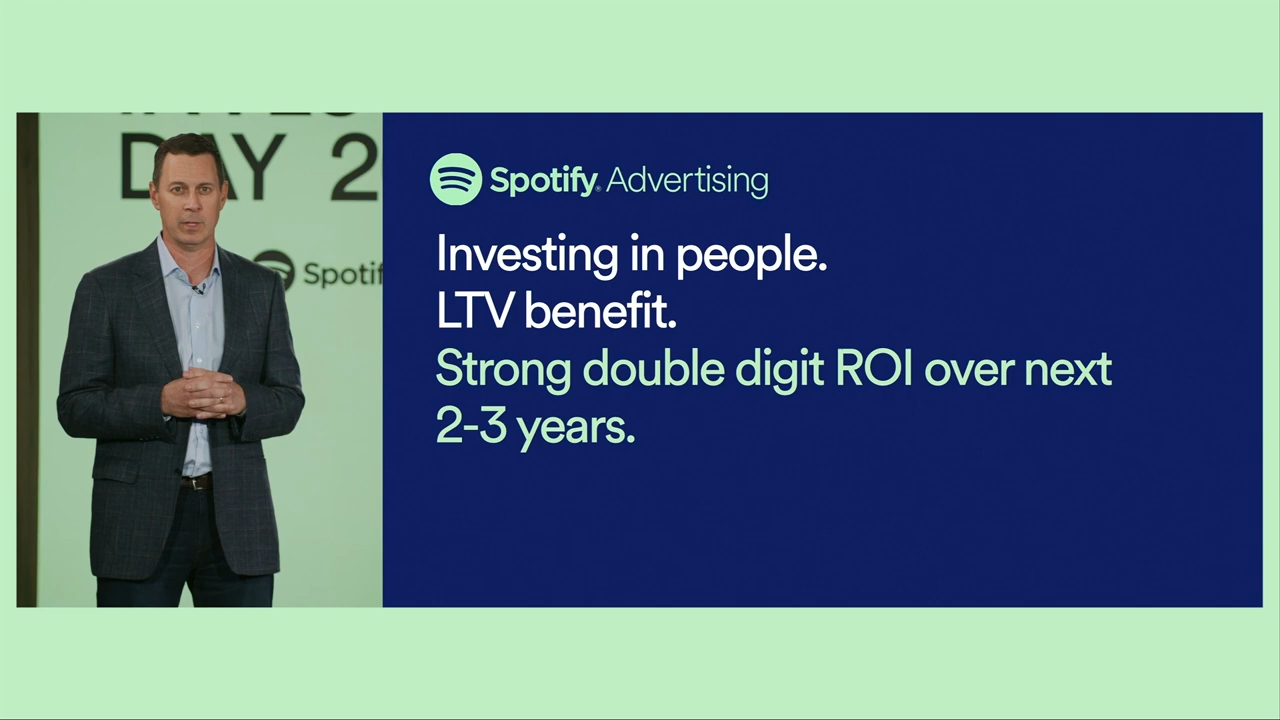 DAY 2
Spotif
Spotify Advertising
Investing in people.
LTV benefit.
Strong double digit ROI over next
2-3 years.